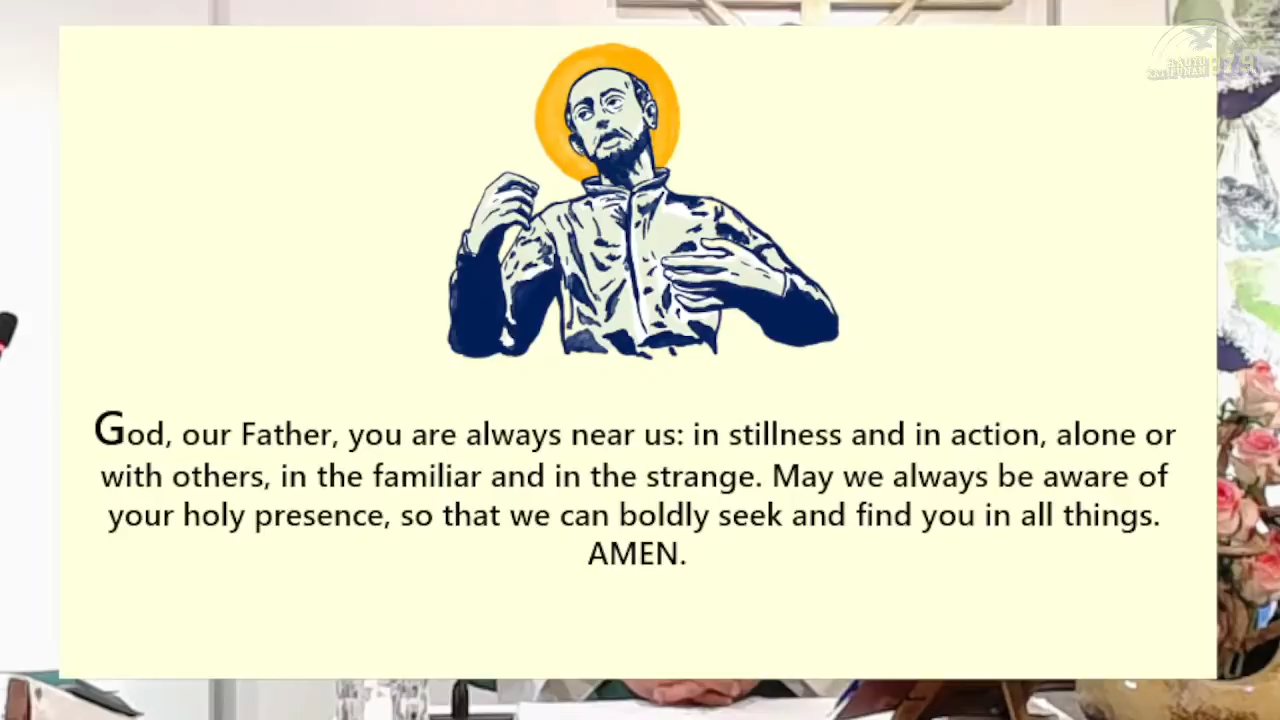 God, our Father, you are always near us: in stillness and in action, alone or
with others, in the familiar and in the strange. May we always be aware of
your holy presence, so that we can boldly seek and find you in all things.
AMEN.